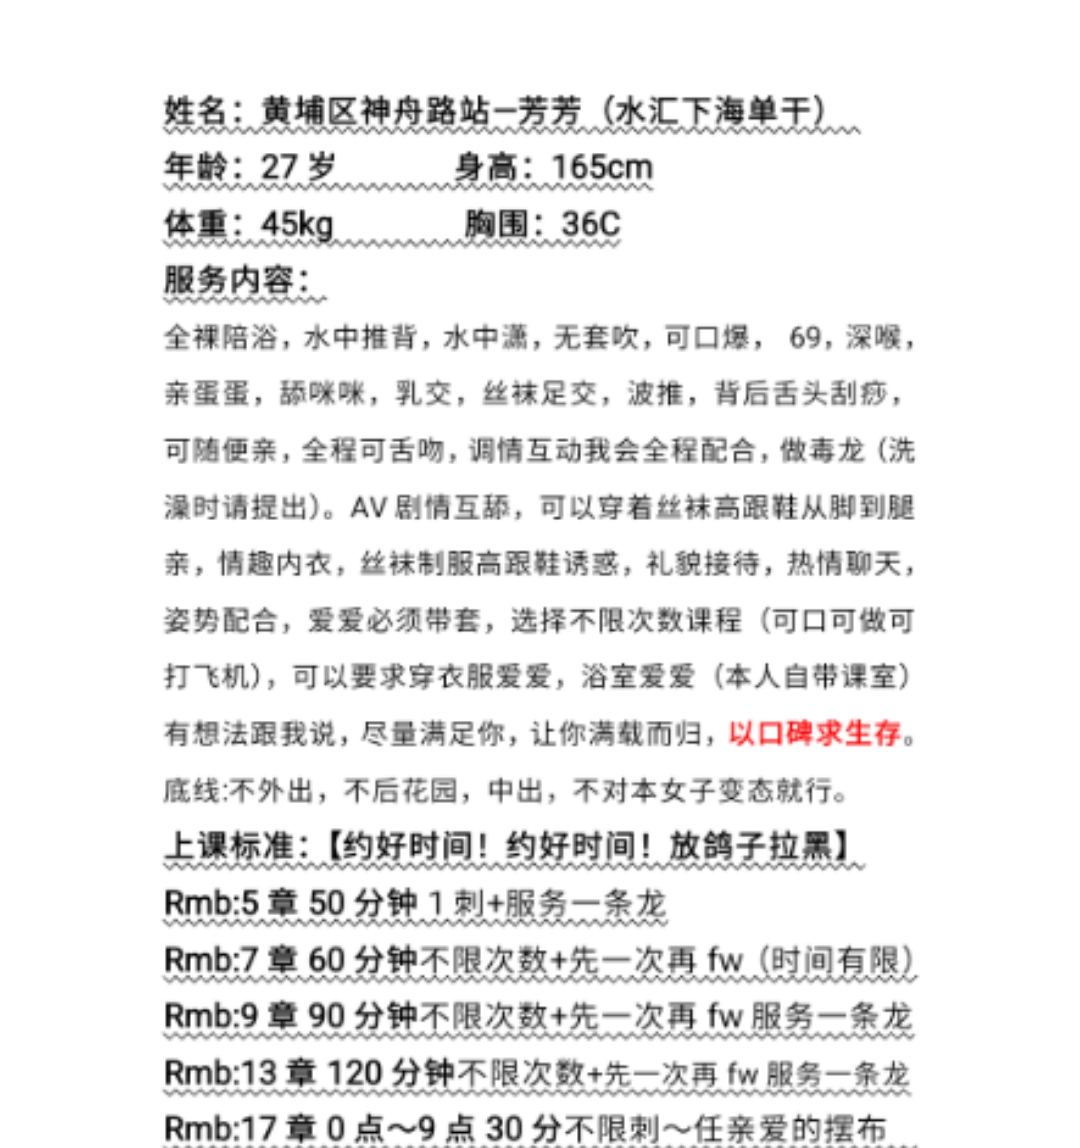 姓名：黄埔区神舟路站—芳芳（水汇下海单干）
年龄：27 岁 身高：165cm
体重：45kg 胸围：36C
服务内容：
全裸陪浴，水中推背，水中潇，无套吹，可口爆， 69，深喉，
亲蛋蛋，舔咪咪，乳交，丝袜足交，波推，背后舌头刮痧，
可随便亲，全程可舌吻，调情互动我会全程配合，做毒龙（洗
澡时请提出）。AV 剧情互舔，可以穿着丝袜高跟鞋从脚到腿
亲，情趣内衣，丝袜制服高跟鞋诱惑，礼貌接待，热情聊天，
姿势配合，爱爱必须带套，选择不限次数课程（可口可做可
打飞机），可以要求穿衣服爱爱，浴室爱爱（本人自带课室）
有想法跟我说，尽量满足你，让你满载而归，以口碑求生存。
底线:不外出，不后花园，中出，不对本女子变态就行。
上课标准：【约好时间！约好时间！放鸽子拉黑】
Rmb:5 章 50 分钟 1 刺+服务一条龙
Rmb:7 章 60 分钟不限次数+先一次再 fw（时间有限）
Rmb:9 章 90 分钟不限次数+先一次再 fw 服务一条龙
Rmb:13 章 120 分钟不限次数+先一次再 fw 服务一条龙
Rmb:17 章 0 点～9 点 30 分不限刺～任亲爱的摆布